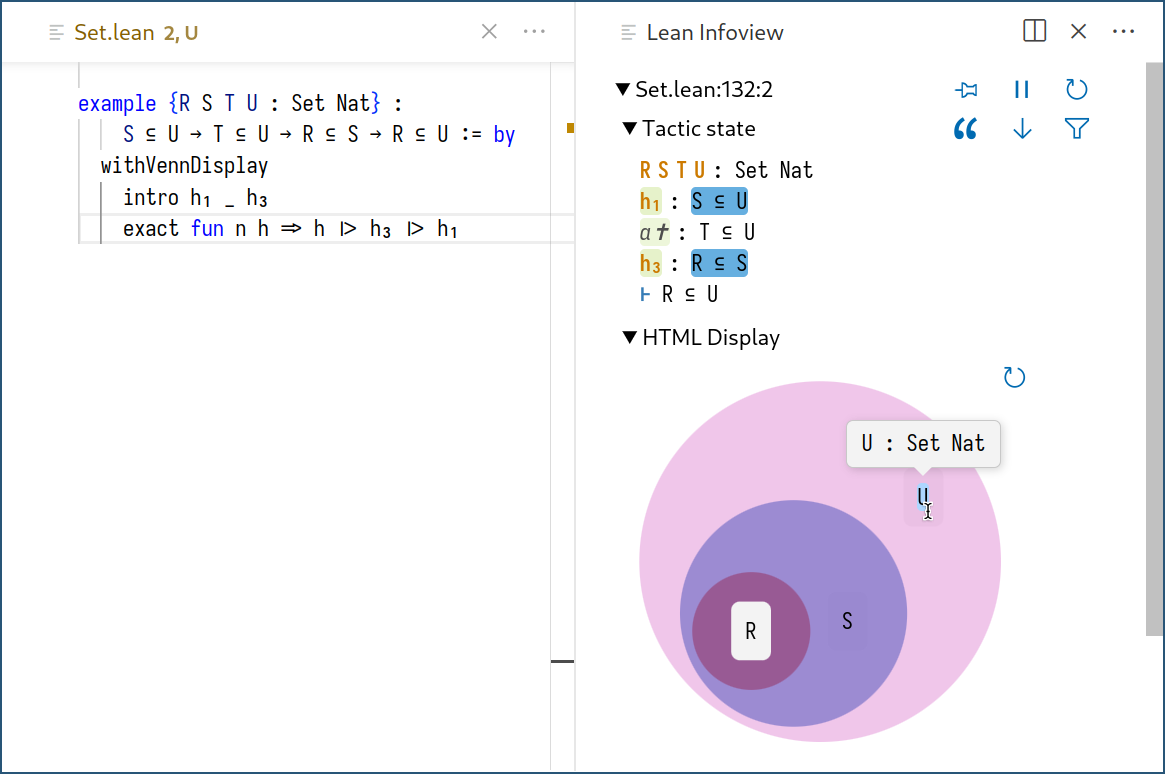 Set.lean 2, U
example {R S T U : Set Nat} :
S ⊆ U → T ⊆ U → R ⊆ S → R ⊆ U := by
withVennDisplay
intro h₁ _ h₃
exact fun n h => h |> h₃ |> h₁
Lean Infoview
▼ Set.lean:132:2
▼ Tactic state
R S T U : Set Nat
h₁ : S ⊆ U
a✝ : T ⊆ U
h₃ : R ⊆ S
⊢ R ⊆ U
▼ HTML Display
U : Set Nat
U
S
R